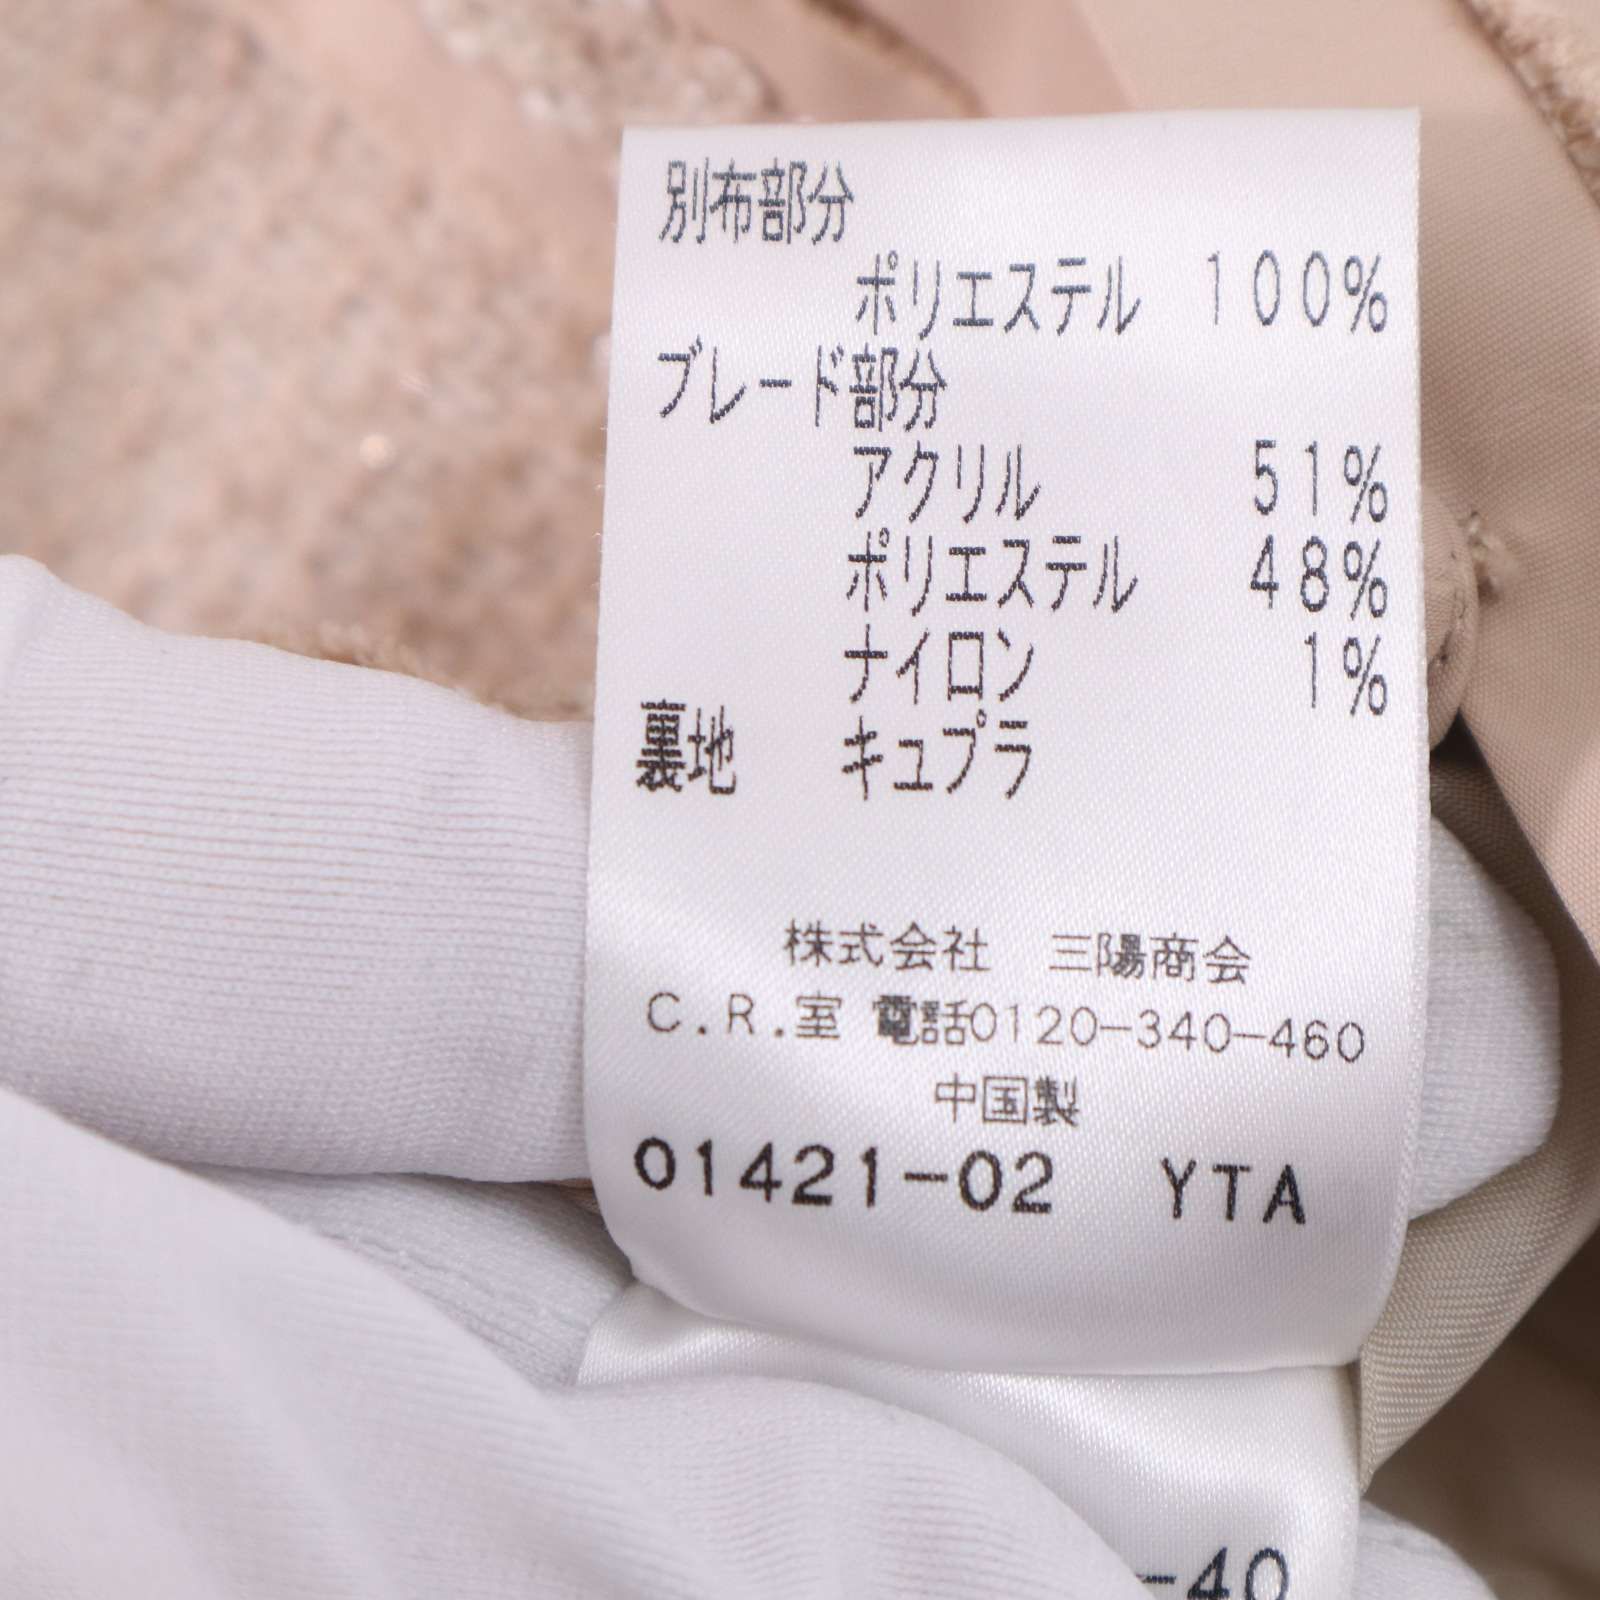 別布部分
ポリエステル 100%
ブレード部分
アクリル 51%
ポリエステル 48%
ナイロン 1%
裏地 キュプラ
株式会社 三陽商会
C.R.室 電話0120-340-460
中国製
01421-02 YTA
-40